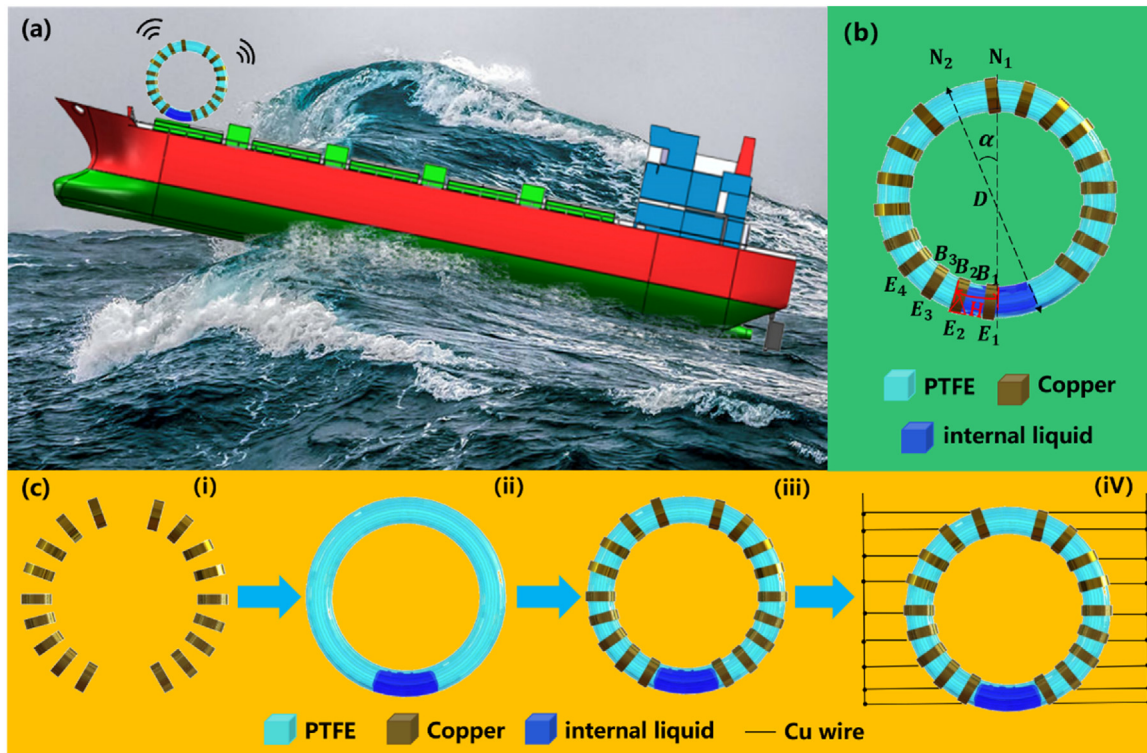 (a)
(b)
N₂
N₁
α
D
B₃
B₂
B₁
H
E₄
E₃
E₂
E₁
PTFE
Copper
internal liquid
(c)
(i)
(ii)
(iii)
(iV)
PTFE
Copper
internal liquid
Cu wire